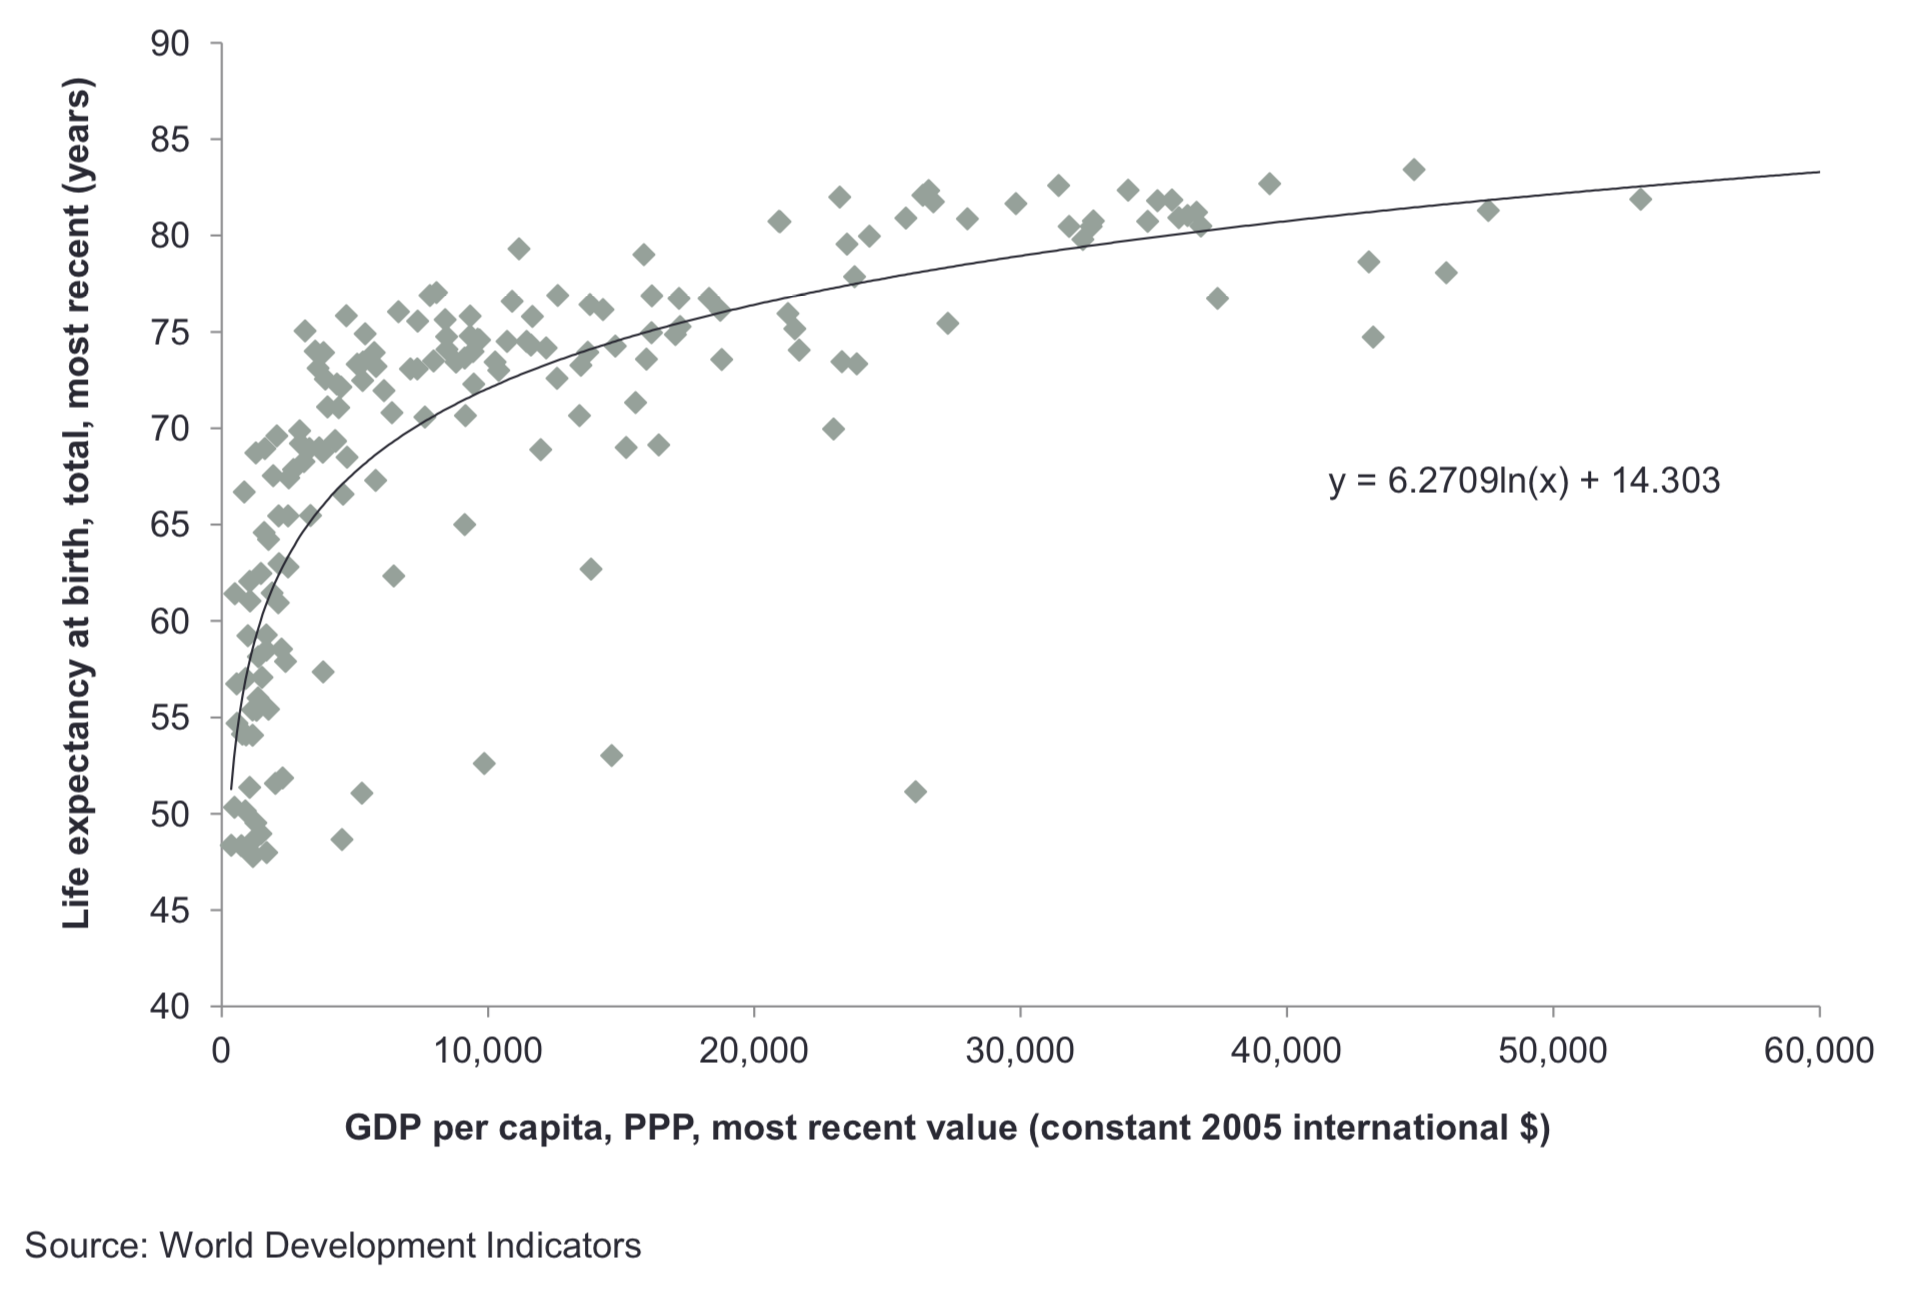 90
85
80
75
70
65
60
55
50
45
40
Life expectancy at birth, total, most recent (years)
y = 6.2709ln(x) + 14.303
0 10,000 20,000 30,000 40,000 50,000 60,000
GDP per capita, PPP, most recent value (constant 2005 international $)
Source: World Development Indicators